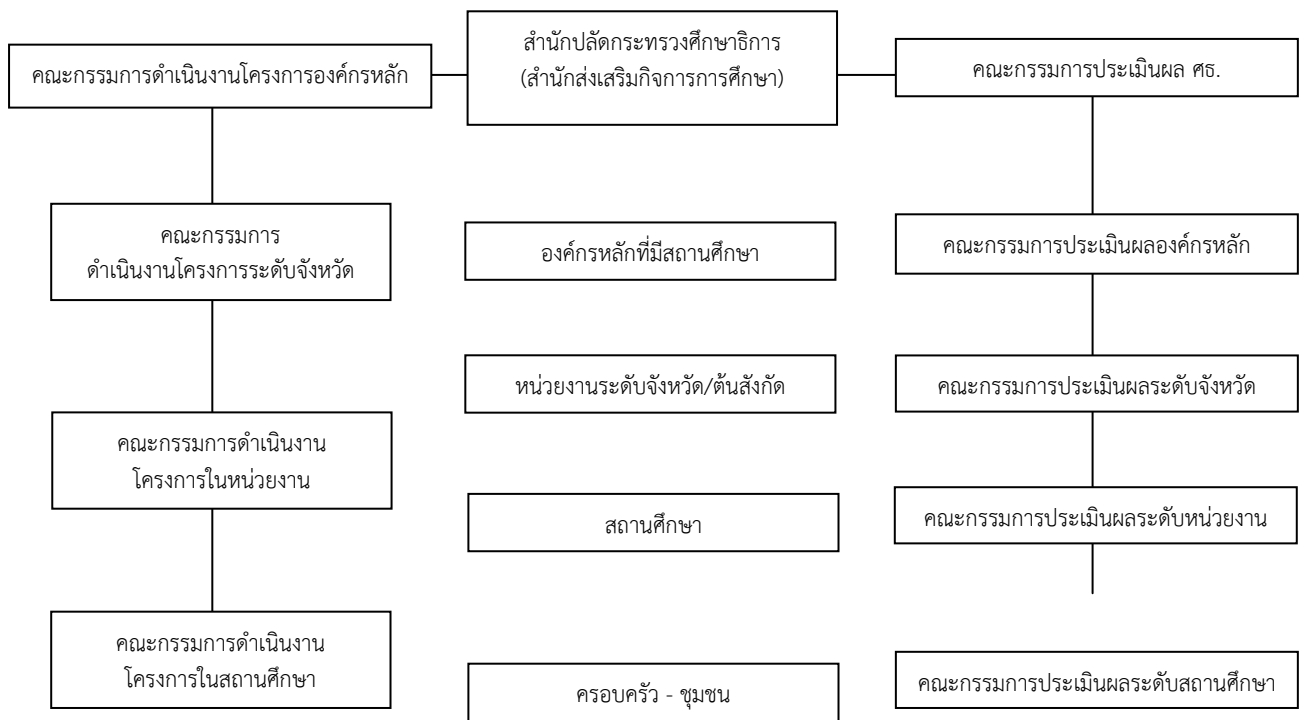 สำนักปลัดกระทรวงศึกษาธิการ
(สำนักส่งเสริมกิจการการศึกษา)
คณะกรรมการดำเนินงานโครงการองค์กรหลัก
คณะกรรมการประเมินผล ศธ.
คณะกรรมการ
ดำเนินงานโครงการระดับจังหวัด
องค์กรหลักที่มีสถานศึกษา
คณะกรรมการประเมินผลองค์กรหลัก
หน่วยงานระดับจังหวัด/ต้นสังกัด
คณะกรรมการประเมินผลระดับจังหวัด
คณะกรรมการดำเนินงาน
โครงการในหน่วยงาน
สถานศึกษา
คณะกรรมการประเมินผลระดับหน่วยงาน
คณะกรรมการดำเนินงาน
โครงการในสถานศึกษา
ครอบครัว - ชุมชน
คณะกรรมการประเมินผลระดับสถานศึกษา